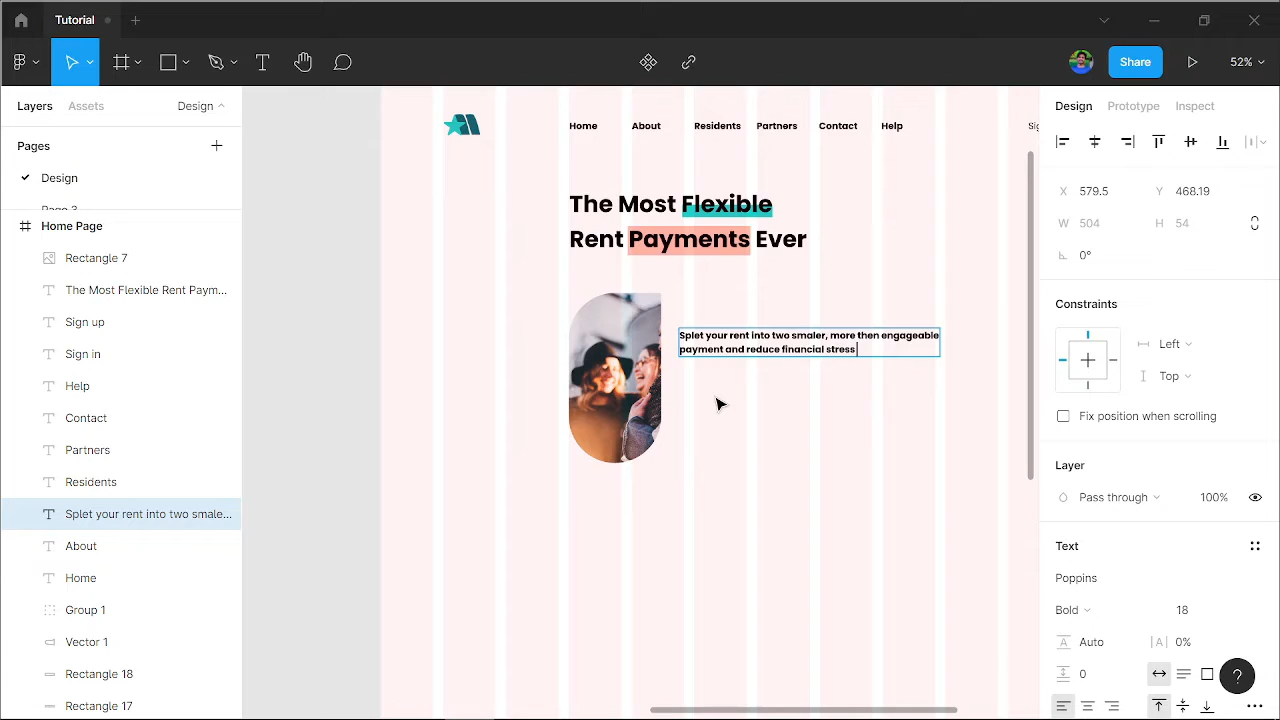 Tutorial
Share
52%
Layers
Assets
Design
Pages
Design
Home Page
Rectangle 7
The Most Flexible Rent Paym...
Sign up
Sign in
Help
Contact
Partners
Residents
Splet your rent into two smale...
About
Home
Group 1
Vector 1
Rectangle 18
Rectangle 17
Home
About
Residents
Partners
Contact
Help
The Most Flexible
Rent Payments Ever
Splet your rent into two smaler, more then engageable
payment and reduce financial stress
Design
Prototype
Inspect
X 579.5
Y 468.19
W 504
H 54
0°
Constraints
Left
Top
Fix position when scrolling
Layer
Pass through
100%
Text
Poppins
Bold
18
Auto
|A| 0%
0
?